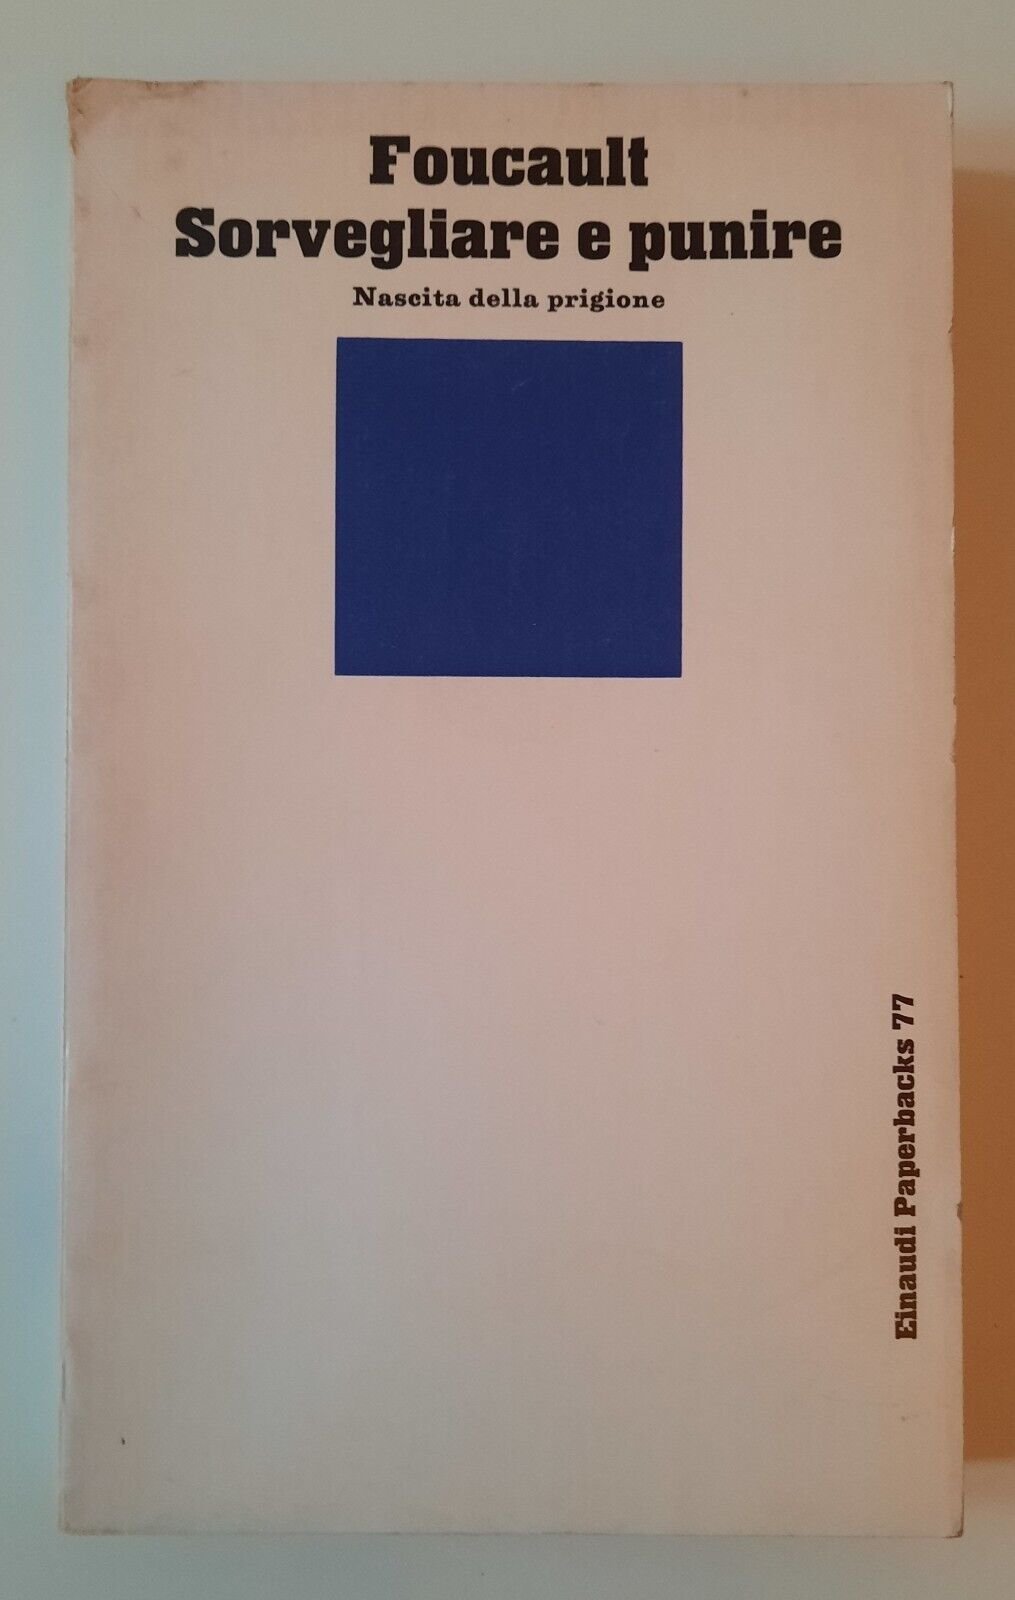 Foucault
Sorvegliare e punire
Nascita della prigione
Einaudi Paperbacks 77